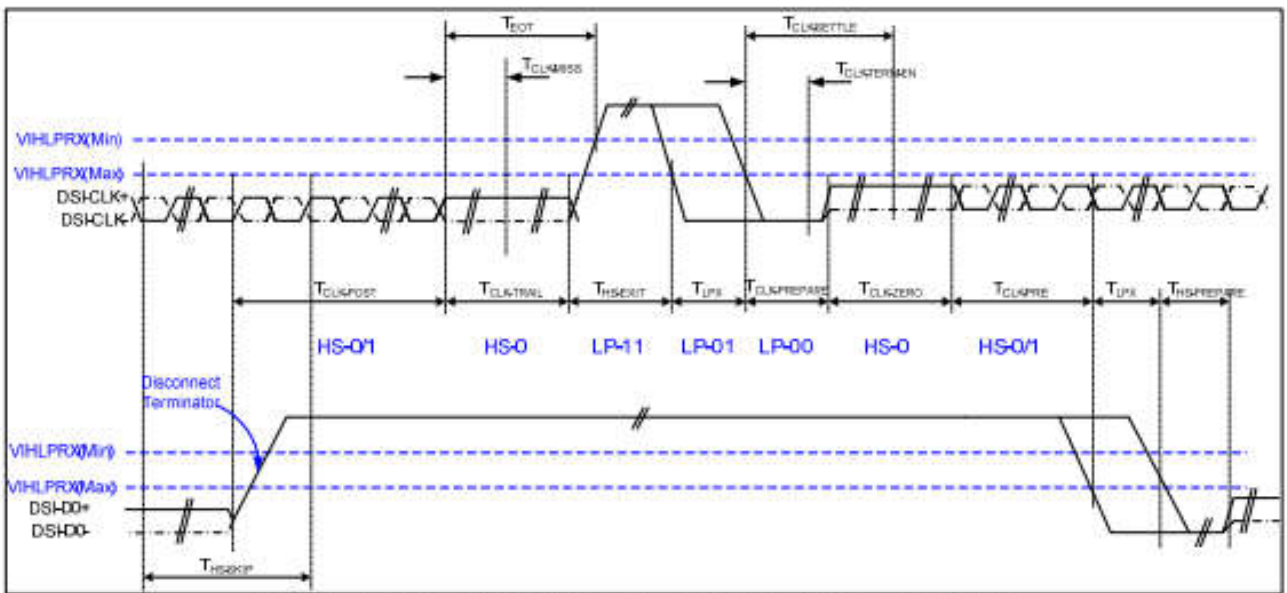 TEOT
TCLK-SETTLE
TCLK-MISS
TCLK-TERM-EN
VIHLPRX(Min)
VIHLPRX(Max)
DSI-CLK+
DSI-CLK-
TCLK-POST TCLK-TRAIL THS-EXIT TLPX TCLK-PREPARE TCLK-ZERO TCLK-PRE TLPX THS-PREPARE
HS-0/1 HS-0 LP-11 LP-01 LP-00 HS-0 HS-0/1
Disconnect
Terminator
VIHLPRX(Min)
VIHLPRX(Max)
DSI-D0+
DSI-D0-
THS-SKIP